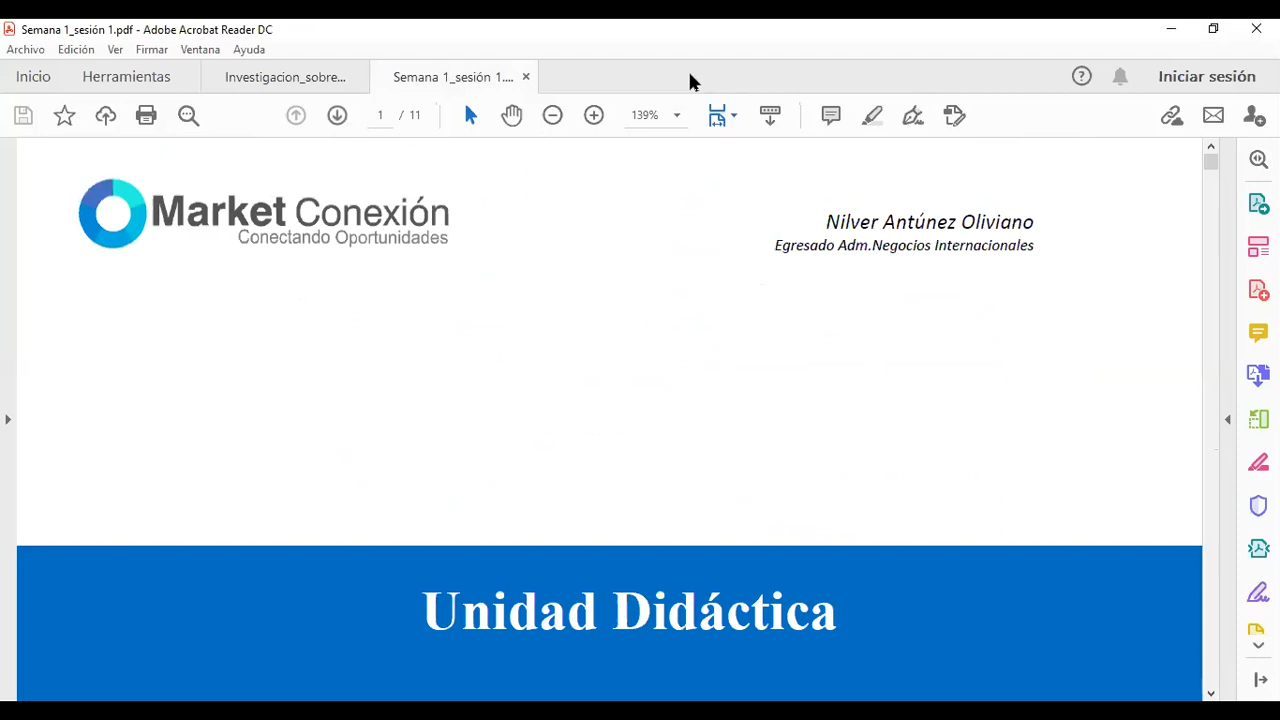 Semana 1_sesión 1.pdf - Adobe Acrobat Reader DC
Archivo Edición Ver Firmar Ventana Ayuda
Inicio Herramientas Investigacion_sobre... Semana 1_sesión 1.... Iniciar sesión
1 / 11 139%
Market Conexión
Conectando Oportunidades
Nilver Antúnez Oliviano
Egresado Adm.Negocios Internacionales
Unidad Didáctica